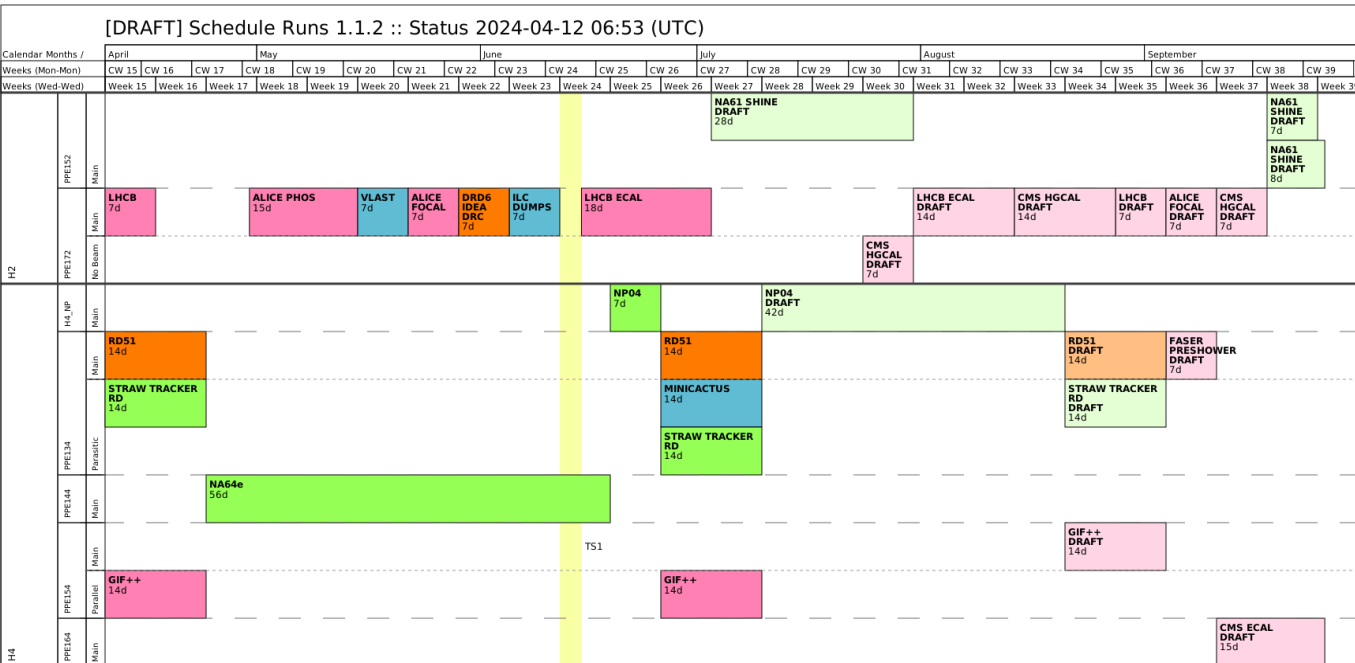 [DRAFT] Schedule Runs 1.1.2 :: Status 2024-04-12 06:53 (UTC)
Calendar Months /
April
May
June
July
August
September
Weeks (Mon-Mon)
CW 15
CW 16
CW 17
CW 18
CW 19
CW 20
CW 21
CW 22
CW 23
CW 24
CW 25
CW 26
CW 27
CW 28
CW 29
CW 30
CW 31
CW 32
CW 33
CW 34
CW 35
CW 36
CW 37
CW 38
CW 39
Weeks (Wed-Wed)
Week 15
Week 16
Week 17
Week 18
Week 19
Week 20
Week 21
Week 22
Week 23
Week 24
Week 25
Week 26
Week 27
Week 28
Week 29
Week 30
Week 31
Week 32
Week 33
Week 34
Week 35
Week 36
Week 37
Week 38
Week 39
H2
PPE152
Main
NA61 SHINE
DRAFT
28d
NA61
SHINE
DRAFT
7d
NA61
SHINE
DRAFT
8d
PPE172
Main
LHCB
7d
ALICE PHOS
15d
VLAST
7d
ALICE
FOCAL
7d
DRD6
IDEA
DRC
7d
ILC
DUMPS
7d
LHCB ECAL
18d
LHCB ECAL
DRAFT
14d
CMS HGCAL
DRAFT
14d
LHCB
DRAFT
7d
ALICE
FOCAL
DRAFT
7d
CMS
HGCAL
DRAFT
7d
No Beam
CMS
HGCAL
DRAFT
7d
H4
H4_NP
Main
NP04
7d
NP04
DRAFT
42d
PPE134
Main
RD51
14d
RD51
14d
RD51
DRAFT
14d
FASER
PRESHOWER
DRAFT
7d
Parasitic
STRAW TRACKER
RD
14d
MINICACTUS
14d
STRAW TRACKER
RD
DRAFT
14d
STRAW TRACKER
RD
14d
PPE144
Main
NA64e
56d
PPE154
Main
TS1
GIF++
DRAFT
14d
Parallel
GIF++
14d
GIF++
14d
PPE164
Main
CMS ECAL
DRAFT
15d